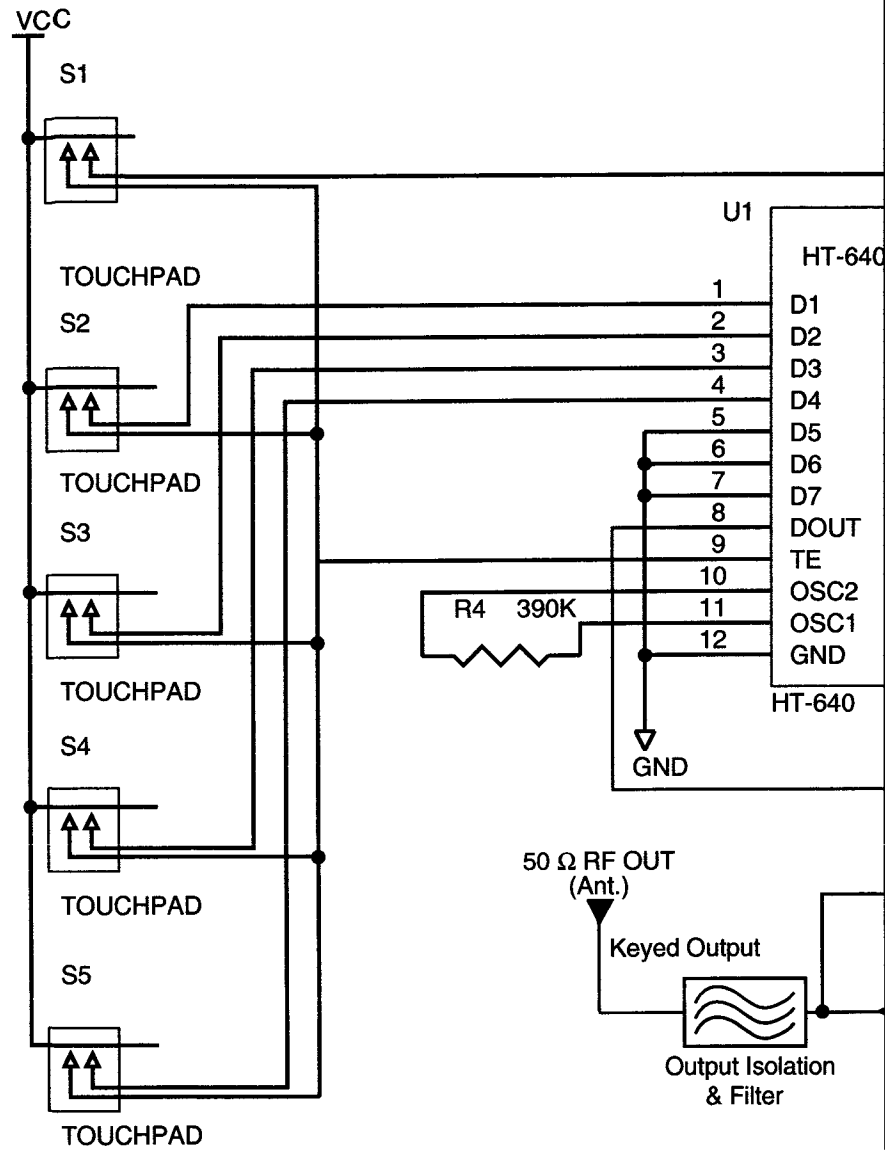 VCC
S1
TOUCHPAD
S2
TOUCHPAD
S3
TOUCHPAD
S4
TOUCHPAD
S5
TOUCHPAD
U1
HT-640
1 D1
2 D2
3 D3
4 D4
5 D5
6 D6
7 D7
8 DOUT
9 TE
10 OSC2
11 OSC1
12 GND
R4 390K
HT-640
GND
50 Ω RF OUT
(Ant.)
Keyed Output
Output Isolation
& Filter